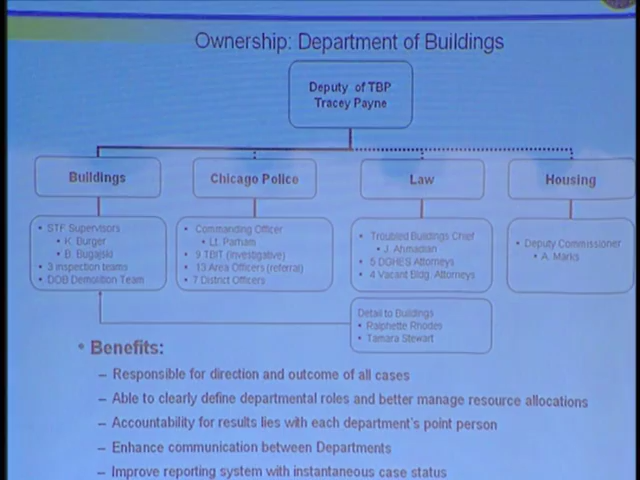 Ownership: Department of Buildings
Deputy of TBP
Tracey Payne
Buildings
Chicago Police
Law
Housing
• STF Supervisors
• K. Burger
• B. Bugajski
• 3 inspection teams
• DOB Demolition Team
• Commanding Officer
• Lt. Parham
• 9 TBIT (investigative)
• 13 Area Officers (referral)
• 7 District Officers
• Troubled Buildings Chief
• J. Ahmadian
• 5 DGHES Attorneys
• 4 Vacant Bldg. Attorneys
• Deputy Commissioner
• A. Marks
Detail to Buildings
• Ralphette Rhodes
• Tamara Stewart
• Benefits:
– Responsible for direction and outcome of all cases
– Able to clearly define departmental roles and better manage resource allocations
– Accountability for results lies with each department's point person
– Enhance communication between Departments
– Improve reporting system with instantaneous case status